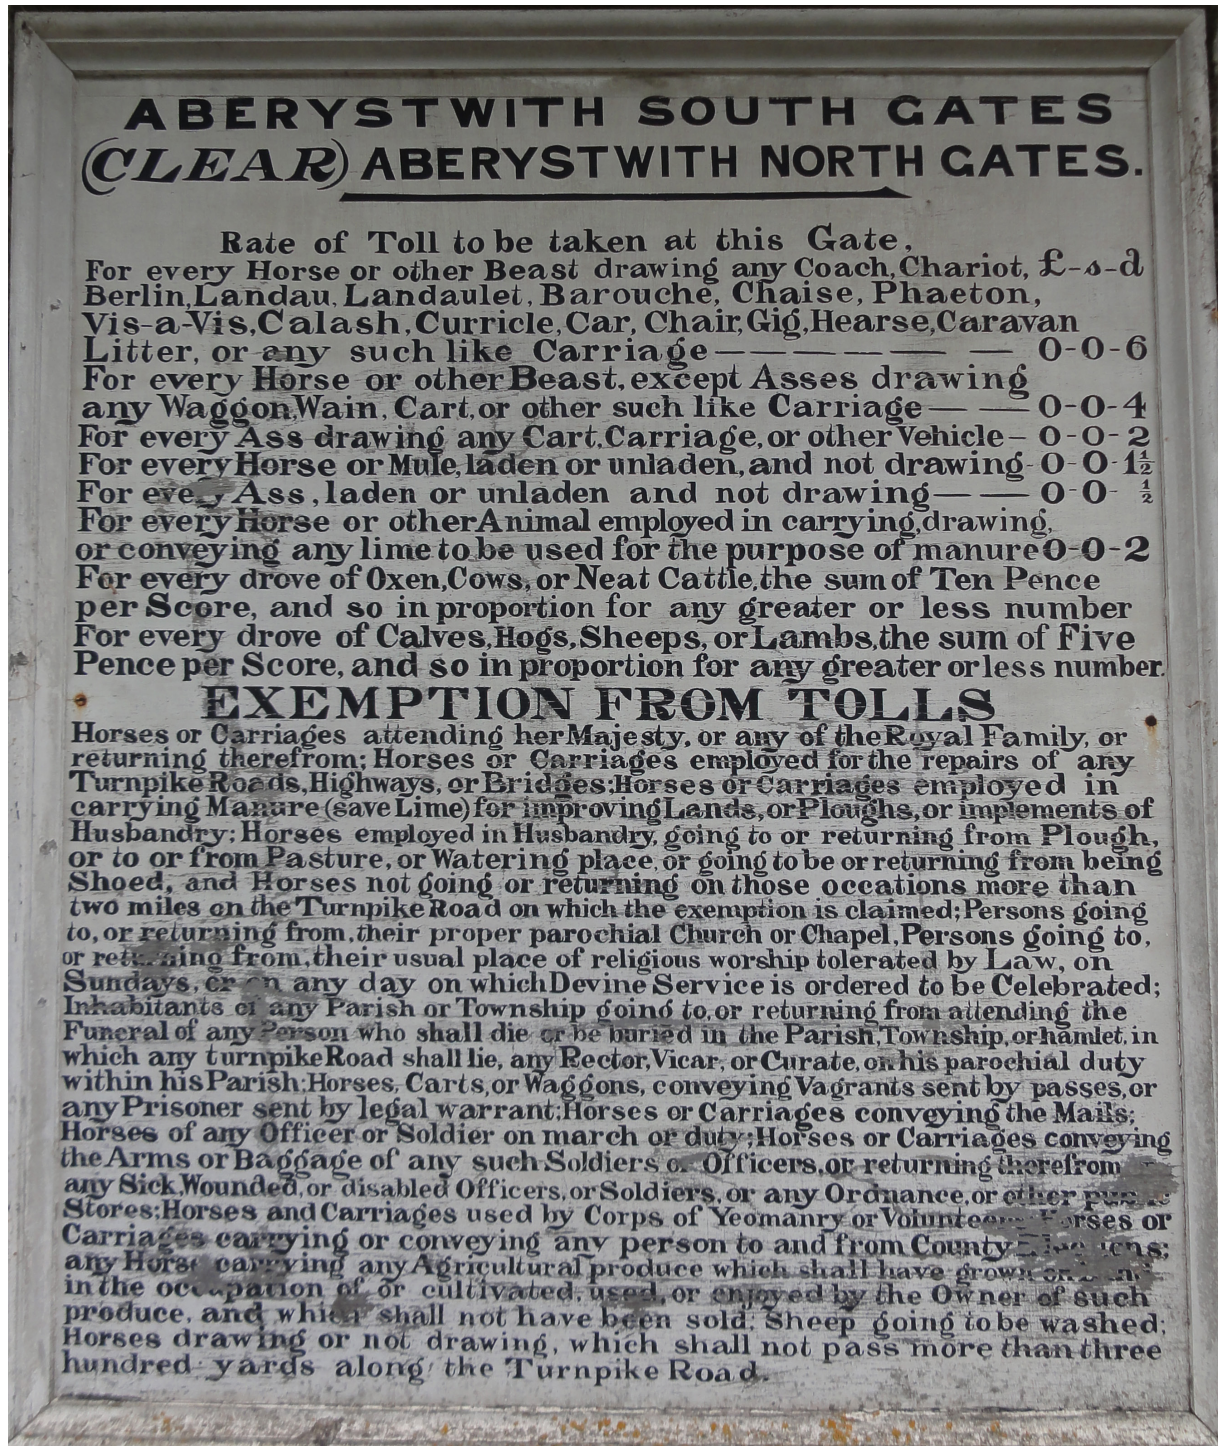 ABERYSTWITH SOUTH GATES
(CLEAR) ABERYSTWITH NORTH GATES.
Rate of Toll to be taken at this Gate,
For every Horse or other Beast drawing any Coach, Chariot, £-s-d
Berlin, Landau, Landaulet, Barouche, Chaise, Phaeton,
Vis-a-Vis, Calash, Curricle, Car, Chair, Gig, Hearse, Caravan
Litter, or any such like Carriage — — — — — — 0-0-6
For every Horse or other Beast, except Asses drawing
any Waggon, Wain, Cart, or other such like Carriage — — 0-0-4
For every Ass drawing any Cart, Carriage, or other Vehicle – 0-0-2
For every Horse or Mule, laden or unladen, and not drawing - 0-0-1½
For every Ass, laden or unladen and not drawing — — 0-0-½
For every Horse or other Animal employed in carrying, drawing,
or conveying any lime to be used for the purpose of manure 0-0-2
For every drove of Oxen, Cows, or Neat Cattle, the sum of Ten Pence
per Score, and so in proportion for any greater or less number
For every drove of Calves, Hogs, Sheeps, or Lambs, the sum of Five
Pence per Score, and so in proportion for any greater or less number.
EXEMPTION FROM TOLLS
Horses or Carriages attending her Majesty, or any of the Royal Family, or
returning therefrom; Horses or Carriages employed for the repairs of any
Turnpike Roads, Highways, or Bridges; Horses or Carriages employed in
carrying Manure (save Lime) for improving Lands, or Ploughs, or implements of
Husbandry; Horses employed in Husbandry, going to or returning from Plough,
or to or from Pasture, or Watering place, or going to be or returning from being
Shoed, and Horses not going or returning on those occations more than
two miles on the Turnpike Road on which the exemption is claimed; Persons going
to, or returning from, their proper parochial Church or Chapel, Persons going to,
or returning from, their usual place of religious worship tolerated by Law, on
Sundays, or on any day on which Devine Service is ordered to be Celebrated;
Inhabitants of any Parish or Township going to, or returning from attending the
Funeral of any Person who shall die or be buried in the Parish, Township, or hamlet, in
which any turnpike Road shall lie, any Rector, Vicar, or Curate, on his parochial duty
within his Parish; Horses, Carts, or Waggons, conveying Vagrants sent by passes, or
any Prisoner sent by legal warrant; Horses or Carriages conveying the Mails;
Horses of any Officer or Soldier on march or duty; Horses or Carriages conveying
the Arms or Baggage of any such Soldiers or Officers, or returning therefrom
any Sick, Wounded, or disabled Officers, or Soldiers, or any Ordnance, or other
Stores; Horses and Carriages used by Corps of Yeomanry or Volunteers Horses or
Carriages carrying or conveying any person to and from County
any Horse carrying any Agricultural produce which shall have grown on
in the occupation of or cultivated, used, or enjoyed by the Owner of such
produce, and which shall not have been sold; Sheep going to be washed;
Horses drawing or not drawing, which shall not pass more than three
hundred yards along the Turnpike Road.